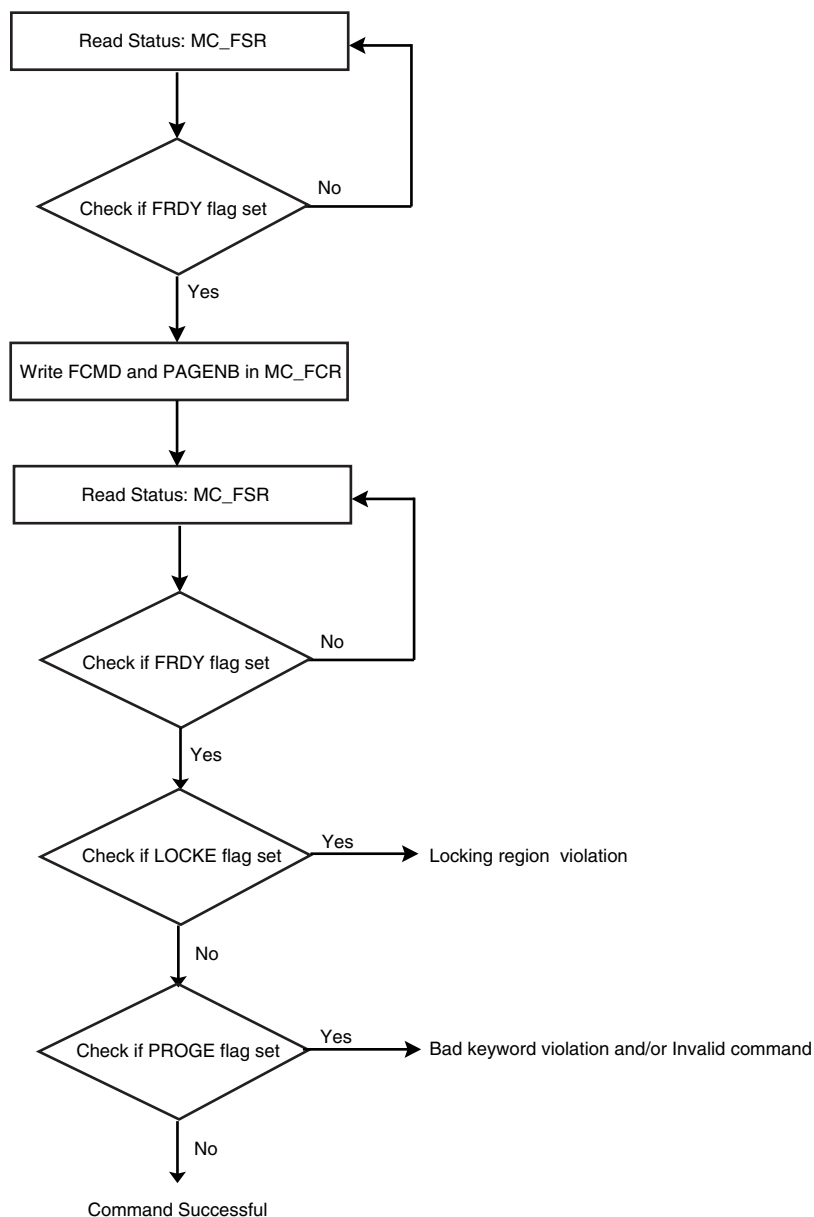 Read Status: MC_FSR
No
Check if FRDY flag set
Yes
Write FCMD and PAGENB in MC_FCR
Read Status: MC_FSR
No
Check if FRDY flag set
Yes
Yes
Check if LOCKE flag set
Locking region violation
No
Yes
Check if PROGE flag set
Bad keyword violation and/or Invalid command
No
Command Successful